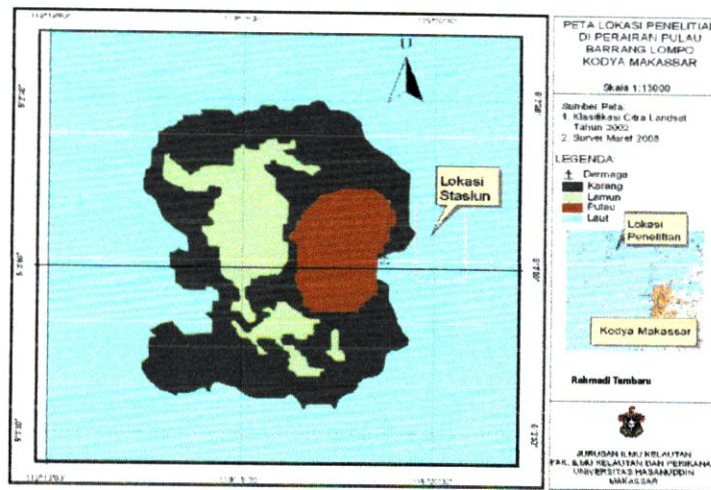 Lokasi
Stasiun
PETA LOKASI PENELITIAN
DI PERAIRAN PULAU
BARRANG LOMPO
KODYA MAKASSAR
Skala 1:13000
Sumber Peta:
1. Klasifikasi Citra Landsat
Tahun 2002
2. Survei Maret 2008
LEGENDA:
Dermaga
Karang
Lamun
Pulau
Laut
Lokasi
Penelitian
Kodya Makassar
Rahmadi Tambaru
JURUSAN ILMU KELAUTAN
FAK. ILMU KELAUTAN DAN PERIKANA
UNIVERSITAS HASANUDDIN
MAKASSAR